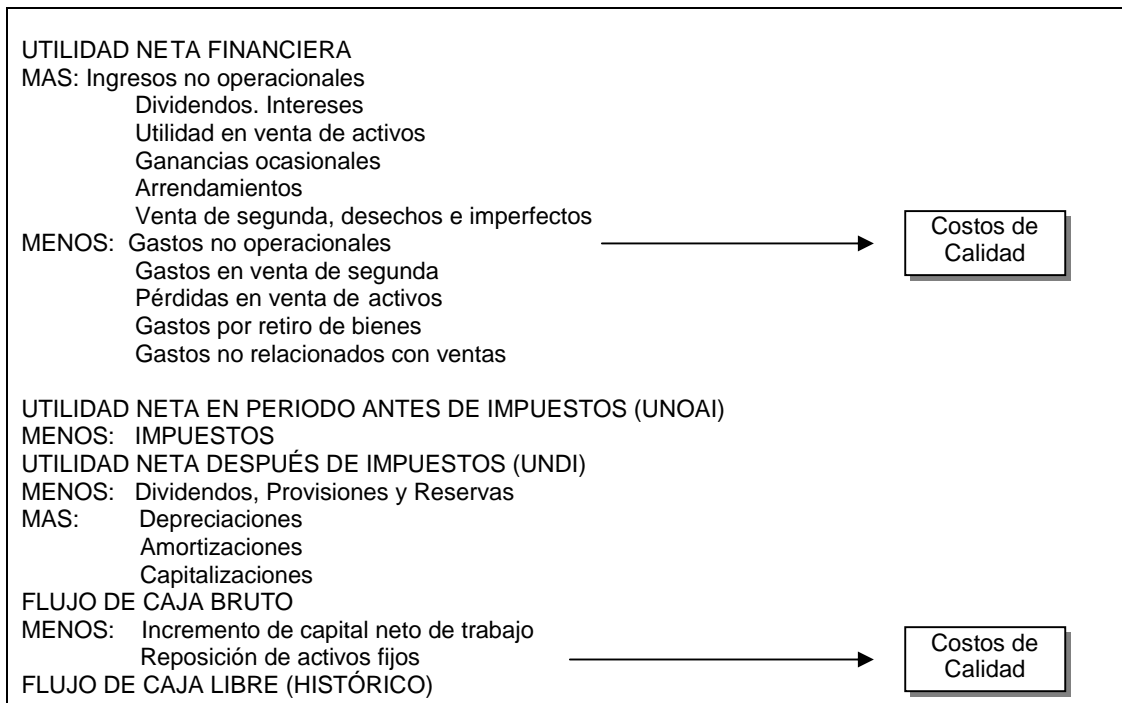 UTILIDAD NETA FINANCIERA
MAS: Ingresos no operacionales
Dividendos. Intereses
Utilidad en venta de activos
Ganancias ocasionales
Arrendamientos
Venta de segunda, desechos e imperfectos
MENOS: Gastos no operacionales
Costos de
Calidad
Gastos en venta de segunda
Pérdidas en venta de activos
Gastos por retiro de bienes
Gastos no relacionados con ventas
UTILIDAD NETA EN PERIODO ANTES DE IMPUESTOS (UNOAI)
MENOS: IMPUESTOS
UTILIDAD NETA DESPUÉS DE IMPUESTOS (UNDI)
MENOS: Dividendos, Provisiones y Reservas
MAS: Depreciaciones
Amortizaciones
Capitalizaciones
FLUJO DE CAJA BRUTO
MENOS: Incremento de capital neto de trabajo
Reposición de activos fijos
Costos de
Calidad
FLUJO DE CAJA LIBRE (HISTÓRICO)